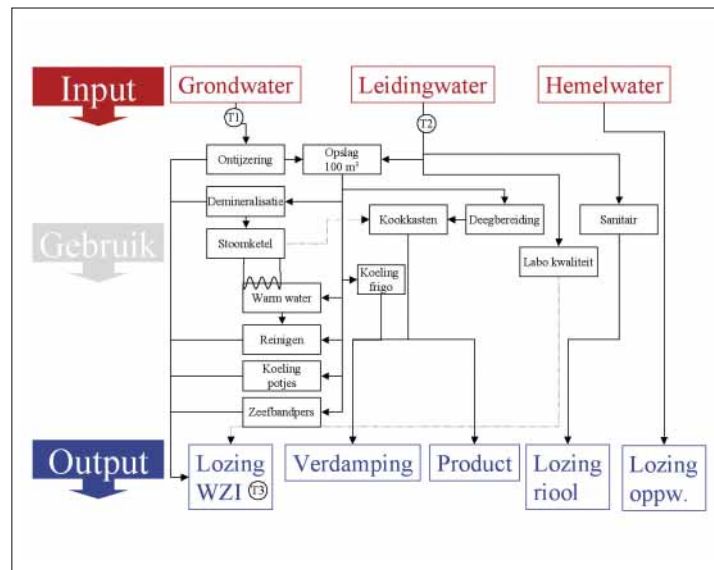 Input
Grondwater
Leidingwater
Hemelwater
T1
T2
Ontijzering
Opslag
100 m³
Demineralisatie
Kookkasten
Deegbereiding
Sanitair
Gebruik
Stoomketel
Labo kwaliteit
Koeling
frigo
Warm water
Reinigen
Koeling
potjes
Zeefbandpers
Output
Lozing
WZI T3
Verdamping
Product
Lozing
riool
Lozing
oppw.